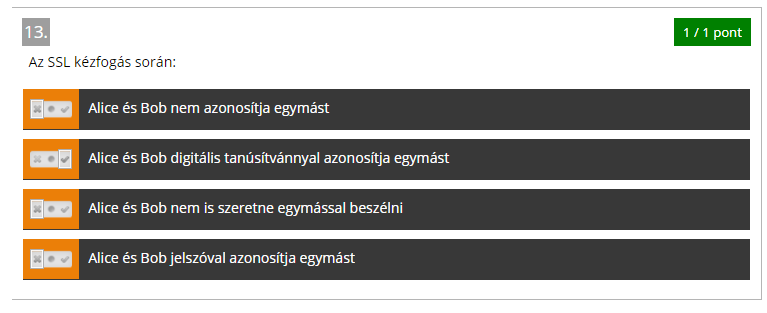 13.
1 / 1 pont
Az SSL kézfogás során:
Alice és Bob nem azonosítja egymást
Alice és Bob digitális tanúsítvánnyal azonosítja egymást
Alice és Bob nem is szeretne egymással beszélni
Alice és Bob jelszóval azonosítja egymást